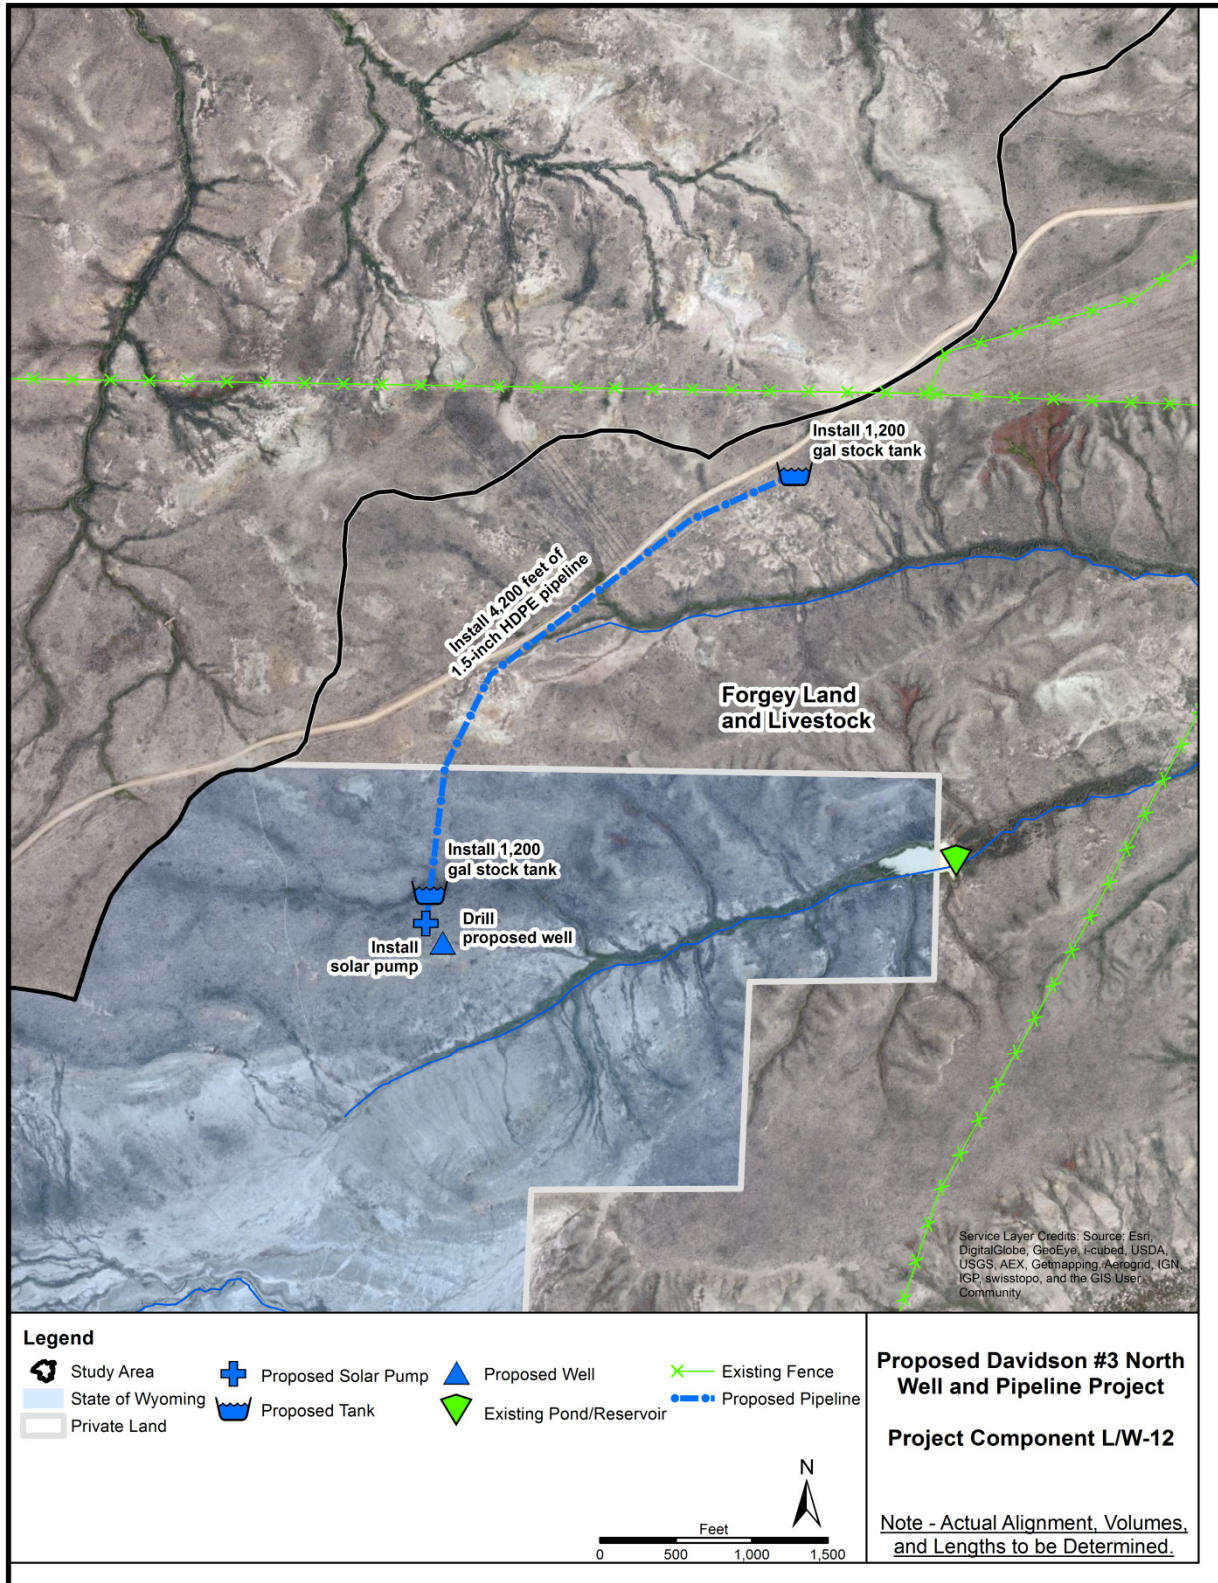 Install 1,200
gal stock tank
Install 4,200 feet of
1.5-inch HDPE pipeline
Forgey Land
and Livestock
Install 1,200
gal stock tank
Drill
proposed well
Install
solar pump
Service Layer Credits: Source: Esri,
DigitalGlobe, GeoEye, i-cubed, USDA,
USGS, AEX, Getmapping, Aerogrid, IGN,
IGP, swisstopo, and the GIS User
Community
Legend
Study Area
State of Wyoming
Private Land
Proposed Solar Pump
Proposed Tank
Proposed Well
Existing Pond/Reservoir
Existing Fence
Proposed Pipeline
N
Feet
0 500 1,000 1,500
Proposed Davidson #3 North
Well and Pipeline Project
Project Component L/W-12
Note - Actual Alignment, Volumes,
and Lengths to be Determined.